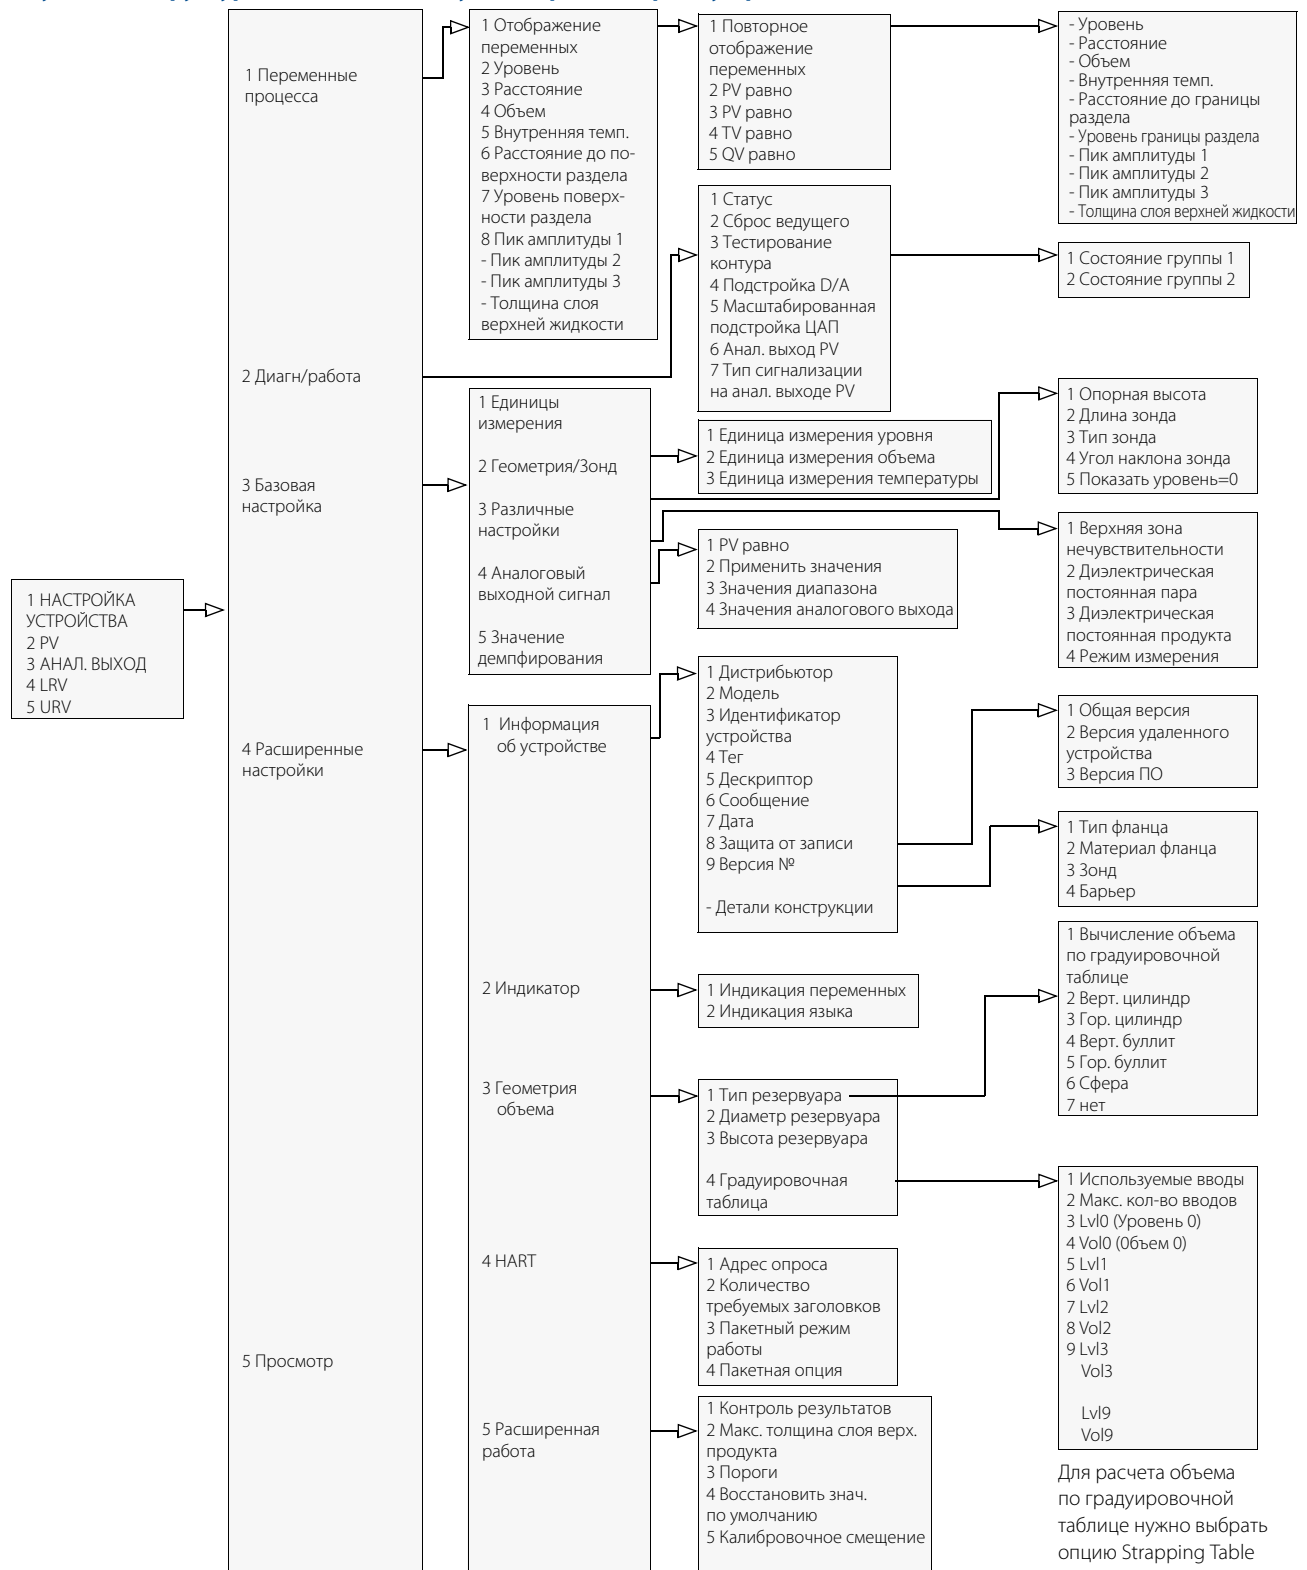 1 НАСТРОЙКА
УСТРОЙСТВА
2 PV
3 АНАЛ. ВЫХОД
4 LRV
5 URV
1 Переменные
процесса
2 Диагн/работа
3 Базовая
настройка
4 Расширенные
настройки
5 Просмотр
1 Отображение
переменных
2 Уровень
3 Расстояние
4 Объем
5 Внутренняя темп.
6 Расстояние до по-
верхности раздела
7 Уровень поверх-
ности раздела
8 Пик амплитуды 1
- Пик амплитуды 2
- Пик амплитуды 3
- Толщина слоя
верхней жидкости
1 Повторное
отображение
переменных
2 PV равно
3 PV равно
4 TV равно
5 QV равно
- Уровень
- Расстояние
- Объем
- Внутренняя темп.
- Расстояние до границы
раздела
- Уровень границы раздела
- Пик амплитуды 1
- Пик амплитуды 2
- Пик амплитуды 3
- Толщина слоя верхней жидкости
1 Статус
2 Сброс ведущего
3 Тестирование
контура
4 Подстройка D/A
5 Масштабированная
подстройка ЦАП
6 Анал. выход PV
7 Тип сигнализации
на анал. выходе PV
1 Состояние группы 1
2 Состояние группы 2
1 Единицы
измерения
2 Геометрия/Зонд
3 Различные
настройки
4 Аналоговый
выходной сигнал
5 Значение
демпфирования
1 Единица измерения уровня
2 Единица измерения объема
3 Единица измерения температуры
1 Опорная высота
2 Длина зонда
3 Тип зонда
4 Угол наклона зонда
5 Показать уровень=0
1 Верхняя зона
нечувствительности
2 Диэлектрическая
постоянная пара
3 Диэлектрическая
постоянная продукта
4 Режим измерения
1 PV равно
2 Применить значения
3 Значения диапазона
4 Значения аналогового выхода
1 Информация
об устройстве
2 Индикатор
3 Геометрия
объема
4 HART
5 Расширенная
работа
1 Дистрибьютор
2 Модель
3 Идентификатор
устройства
4 Тег
5 Дескриптор
6 Сообщение
7 Дата
8 Защита от записи
9 Версия №
- Детали конструкции
1 Общая версия
2 Версия удаленного
устройства
3 Версия ПО
1 Тип фланца
2 Материал фланца
3 Зонд
4 Барьер
1 Индикация переменных
2 Индикация языка
1 Тип резервуара
2 Диаметр резервуара
3 Высота резервуара
4 Градуировочная
таблица
1 Вычисление объема
по градуировочной
таблице
2 Верт. цилиндр
3 Гор. цилиндр
4 Верт. буллит
5 Гор. буллит
6 Сфера
7 нет
1 Используемые вводы
2 Макс. кол-во вводов
3 Lvl0 (Уровень 0)
4 Vol0 (Объем 0)
5 Lvl1
6 Vol1
7 Lvl2
8 Vol2
9 Lvl3
Vol3
Lvl9
Vol9
Для расчета объема
по градуировочной
таблице нужно выбрать
опцию Strapping Table
1 Адрес опроса
2 Количество
требуемых заголовков
3 Пакетный режим
работы
4 Пакетная опция
1 Контроль результатов
2 Макс. толщина слоя верх.
продукта
3 Пороги
4 Восстановить знач.
по умолчанию
5 Калибровочное смещение